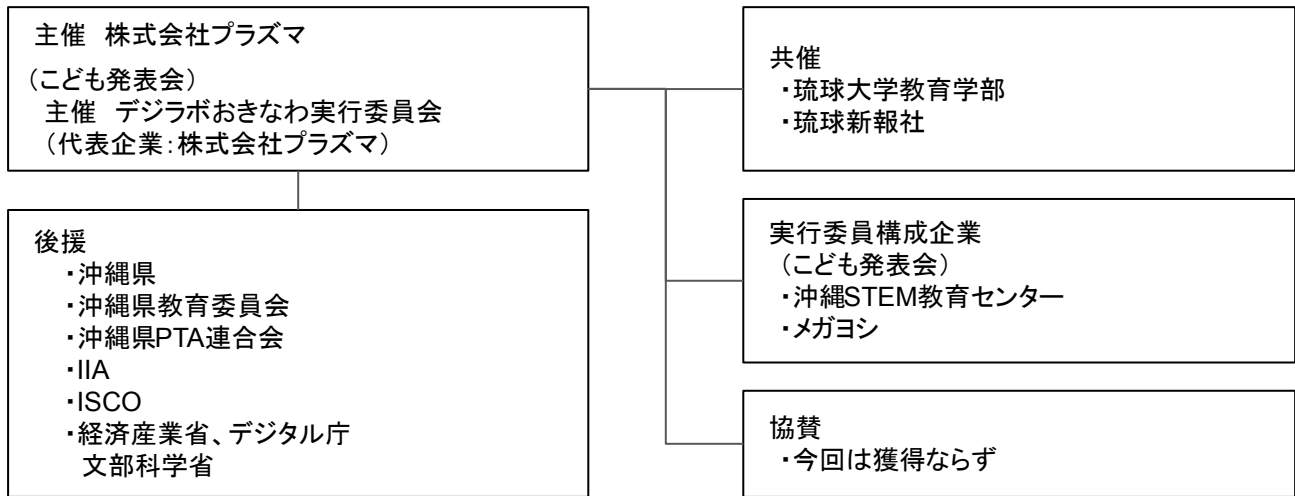 主催　株式会社プラズマ
(こども発表会)
主催　デジラボおきなわ実行委員会
（代表企業：株式会社プラズマ）
後援
・沖縄県
・沖縄県教育委員会
・沖縄県PTA連合会
・IIA
・ISCO
・経済産業省、デジタル庁
文部科学省
共催
・琉球大学教育学部
・琉球新報社
実行委員構成企業
（こども発表会）
・沖縄STEM教育センター
・メガヨシ
協賛
・今回は獲得ならず